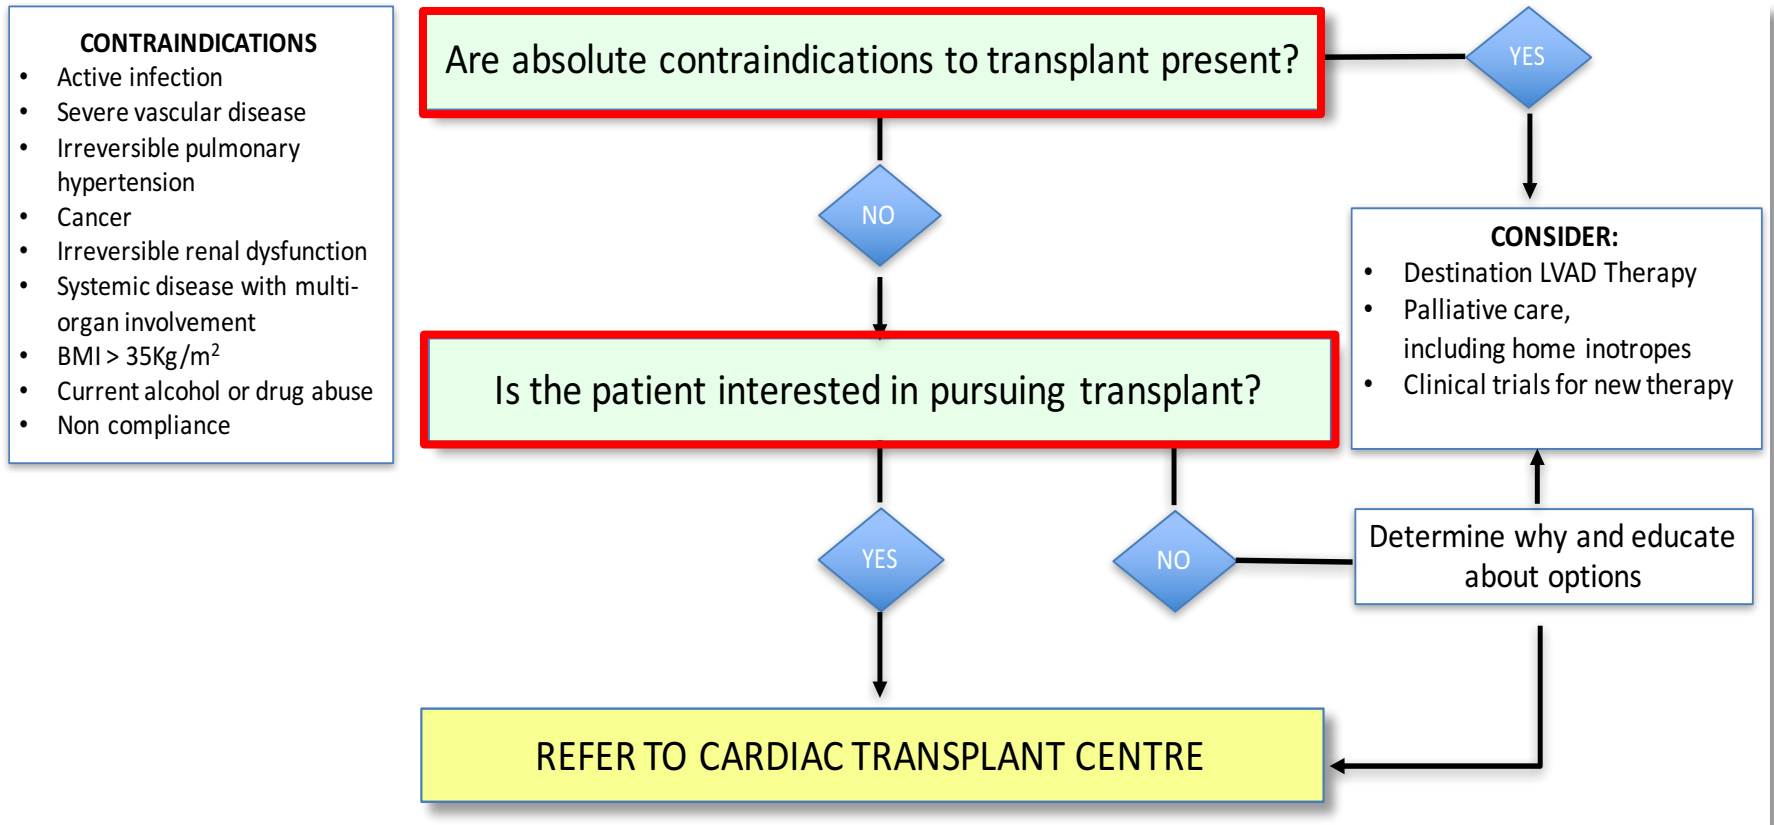 CONTRAINDICATIONS
• Active infection
• Severe vascular disease
• Irreversible pulmonary
hypertension
• Cancer
• Irreversible renal dysfunction
• Systemic disease with multi-
organ involvement
• BMI > 35Kg/m²
• Current alcohol or drug abuse
• Non compliance
Are absolute contraindications to transplant present?
YES
NO
CONSIDER:
• Destination LVAD Therapy
• Palliative care,
including home inotropes
• Clinical trials for new therapy
Is the patient interested in pursuing transplant?
YES
NO
Determine why and educate
about options
REFER TO CARDIAC TRANSPLANT CENTRE